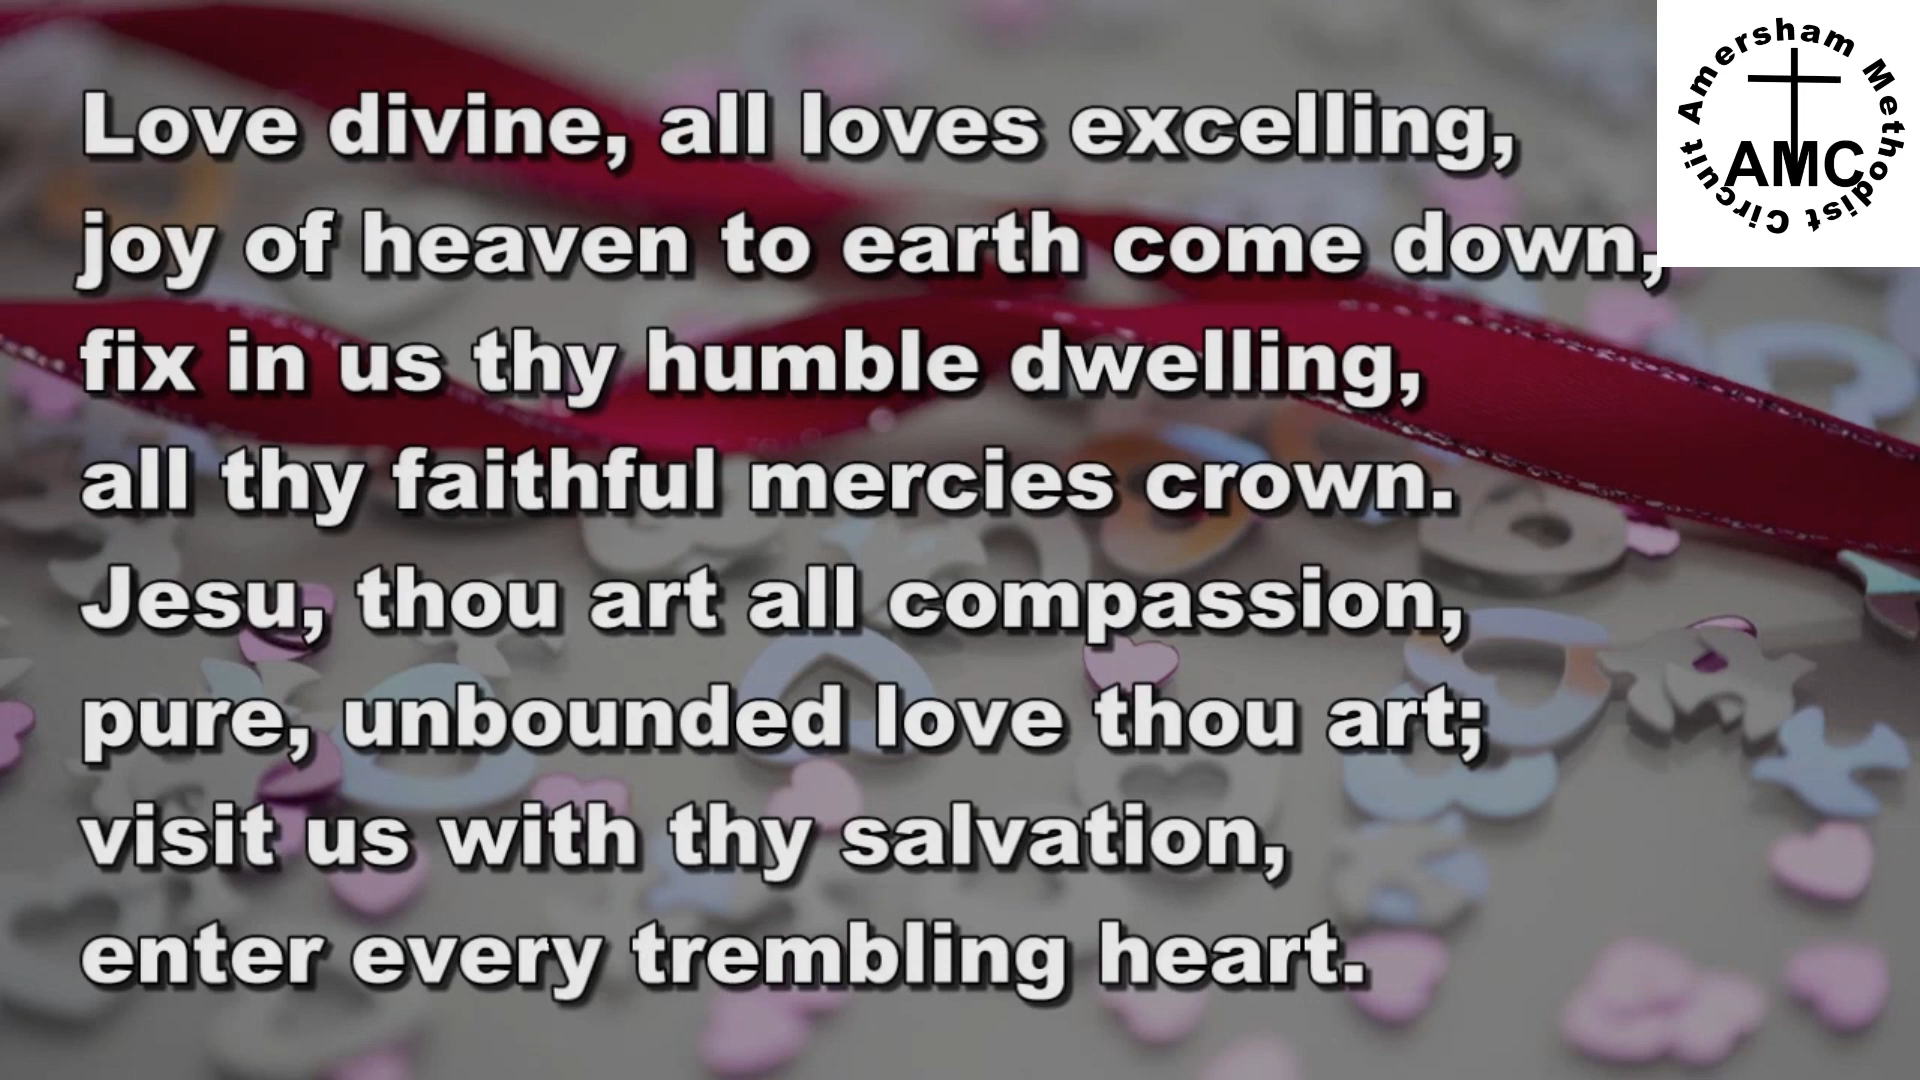 Love divine, all loves excelling,
joy of heaven to earth come down,
fix in us thy humble dwelling,
all thy faithful mercies crown.
Jesu, thou art all compassion,
pure, unbounded love thou art;
visit us with thy salvation,
enter every trembling heart.
Amersham Methodist Circuit
AMC